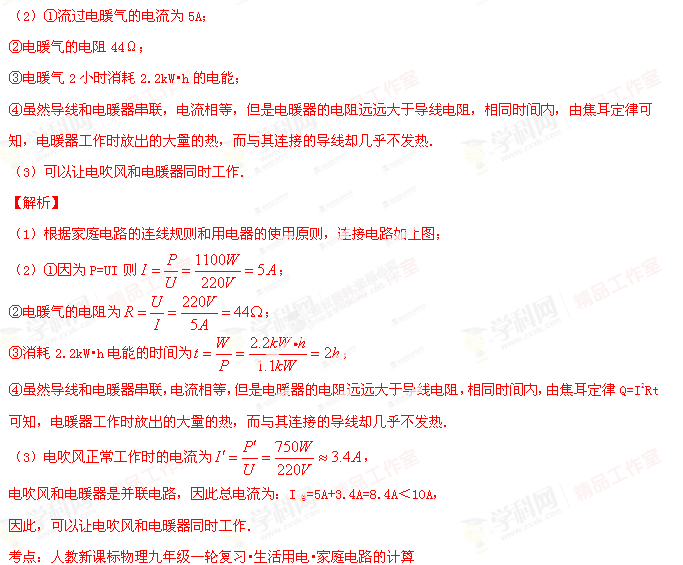 （2）①流过电暖气的电流为 5A；
②电暖气的电阻 44Ω；
③电暖气 2 小时消耗 2.2kW•h 的电能；
④虽然导线和电暖器串联，电流相等，但是电暖器的电阻远远大于导线电阻，相同时间内，由焦耳定律可
知，电暖器工作时放出的大量的热，而与其连接的导线却几乎不发热．
（3）可以让电吹风和电暖器同时工作．
【解析】
（1）根据家庭电路的连线规则和用电器的使用原则，连接电路如上图；
（2）①因为 P=UI 则 I = P/U = 1100W/220V = 5A；
②电暖气的电阻为 R = U/I = 220V/5A = 44Ω；
③消耗 2.2kW•h 电能的时间为 t = W/P = 2.2kW•h/1.1kW = 2h；
④虽然导线和电暖器串联，电流相等，但是电暖器的电阻远远大于导线电阻，相同时间内，由焦耳定律 Q=I²Rt
可知，电暖器工作时放出的大量的热，而与其连接的导线却几乎不发热．
（3）电吹风正常工作时的电流为 I′ = P′/U = 750W/220V ≈ 3.4A，
电吹风和电暖器是并联电路，因此总电流为：I总=5A+3.4A=8.4A＜10A，
因此，可以让电吹风和电暖器同时工作．
考点：人教新课标物理九年级一轮复习•生活用电•家庭电路的计算